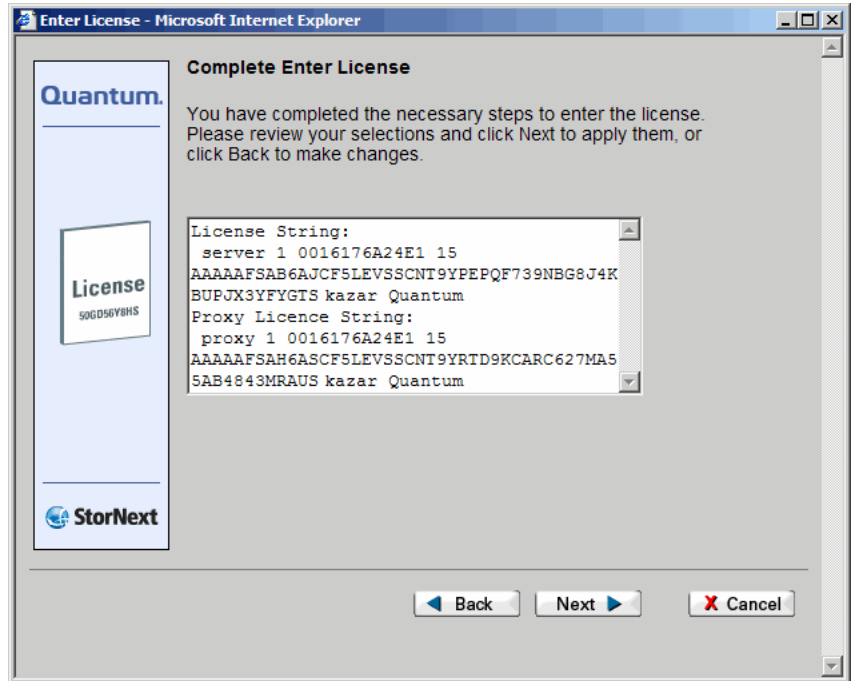 Enter License - Microsoft Internet Explorer
Quantum.
License
50GD56Y8HS
StorNext
Complete Enter License
You have completed the necessary steps to enter the license.
Please review your selections and click Next to apply them, or
click Back to make changes.
License String:
server 1 0016176A24E1 15
AAAAAFSAB6AJCF5LEVSSCNT9YPEPQF739NBG8J4K
BUPJX3YFYGTS kazar Quantum
Proxy Licence String:
proxy 1 0016176A24E1 15
AAAAAFSAH6ASCF5LEVSSCNT9YRTD9KCARC627MA5
5AB4843MRAUS kazar Quantum
Back
Next
Cancel